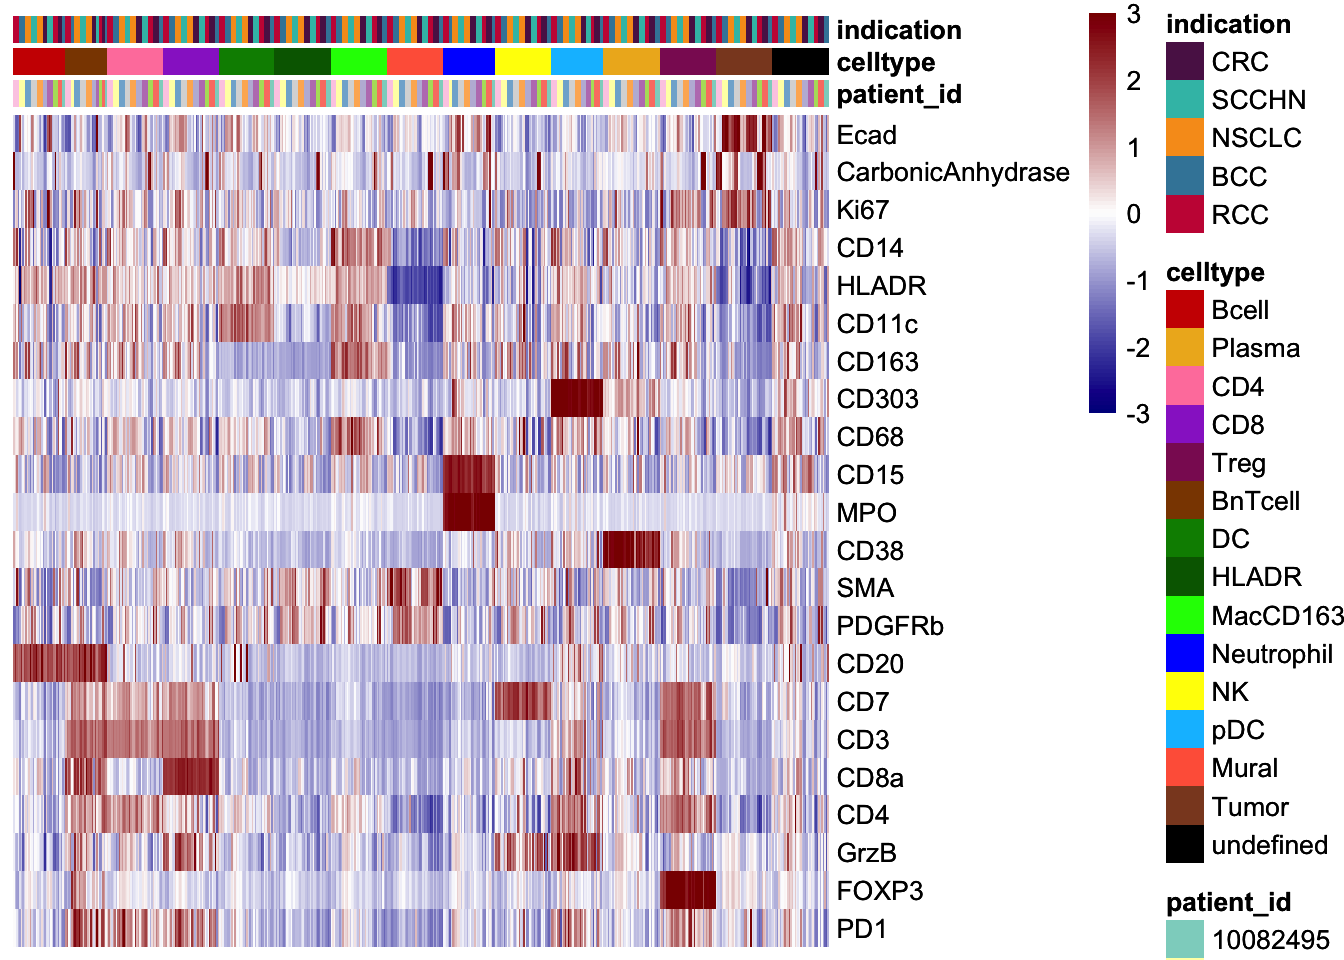 indication
celltype
patient_id
Ecad
CarbonicAnhydrase
Ki67
CD14
HLADR
CD11c
CD163
CD303
CD68
CD15
MPO
CD38
SMA
PDGFRb
CD20
CD7
CD3
CD8a
CD4
GrzB
FOXP3
PD1
3
2
1
0
-1
-2
-3
indication
CRC
SCCHN
NSCLC
BCC
RCC
celltype
Bcell
Plasma
CD4
CD8
Treg
BnTcell
DC
HLADR
MacCD163
Neutrophil
NK
pDC
Mural
Tumor
undefined
patient_id
10082495